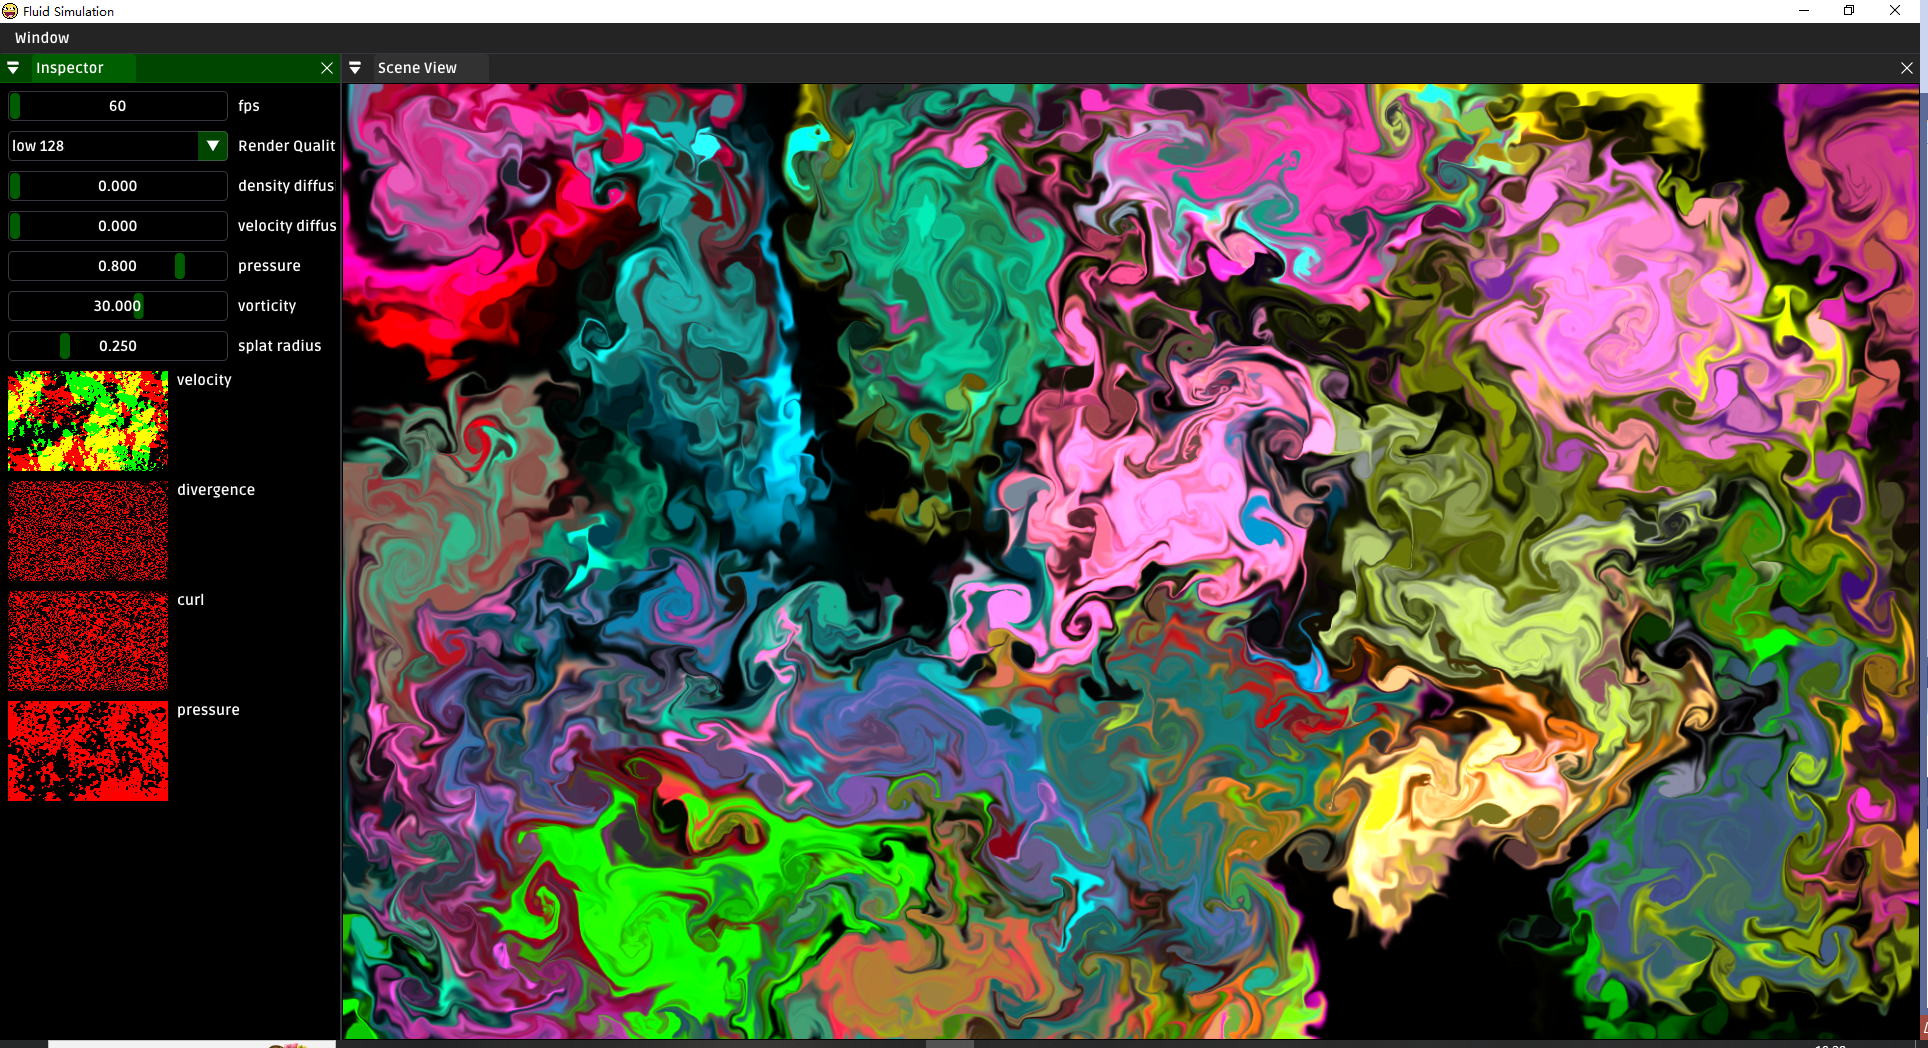 Fluid Simulation
Window
Inspector
Scene View
60 fps
low 128 Render Qualit
0.000 density diffus
0.000 velocity diffus
0.800 pressure
30.000 vorticity
0.250 splat radius
velocity
divergence
curl
pressure